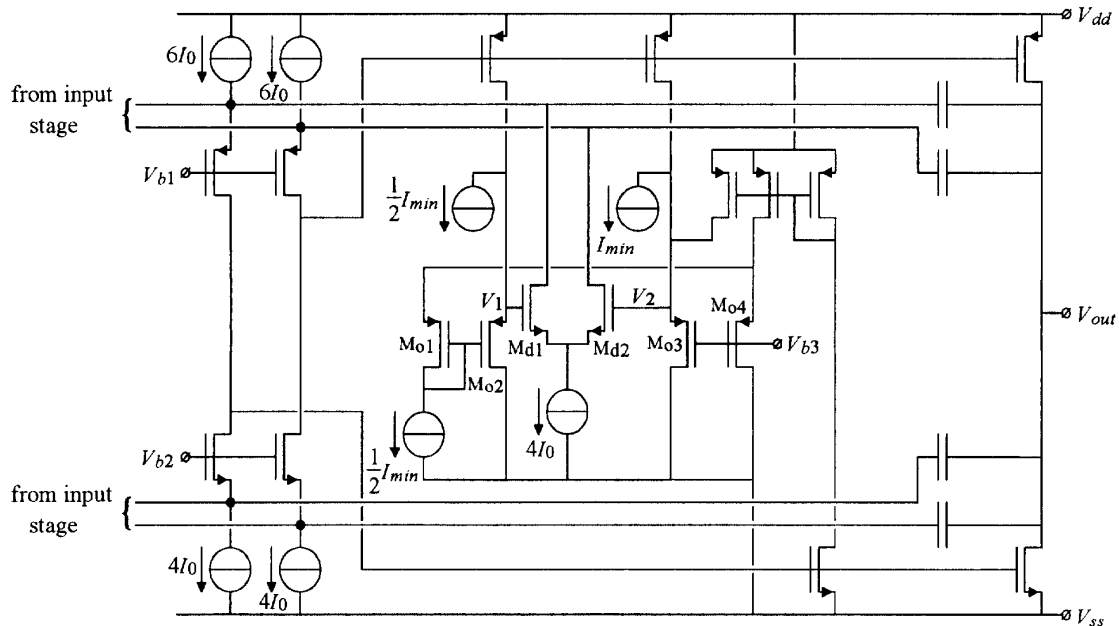 V_dd
6I_0
6I_0
from input
stage
V_b1
1/2 I_min
I_min
V_1
V_2
M_o4
V_out
M_o1
M_d1
M_d2
M_o3
V_b3
M_o2
V_b2
1/2 I_min
4I_0
from input
stage
4I_0
4I_0
V_ss